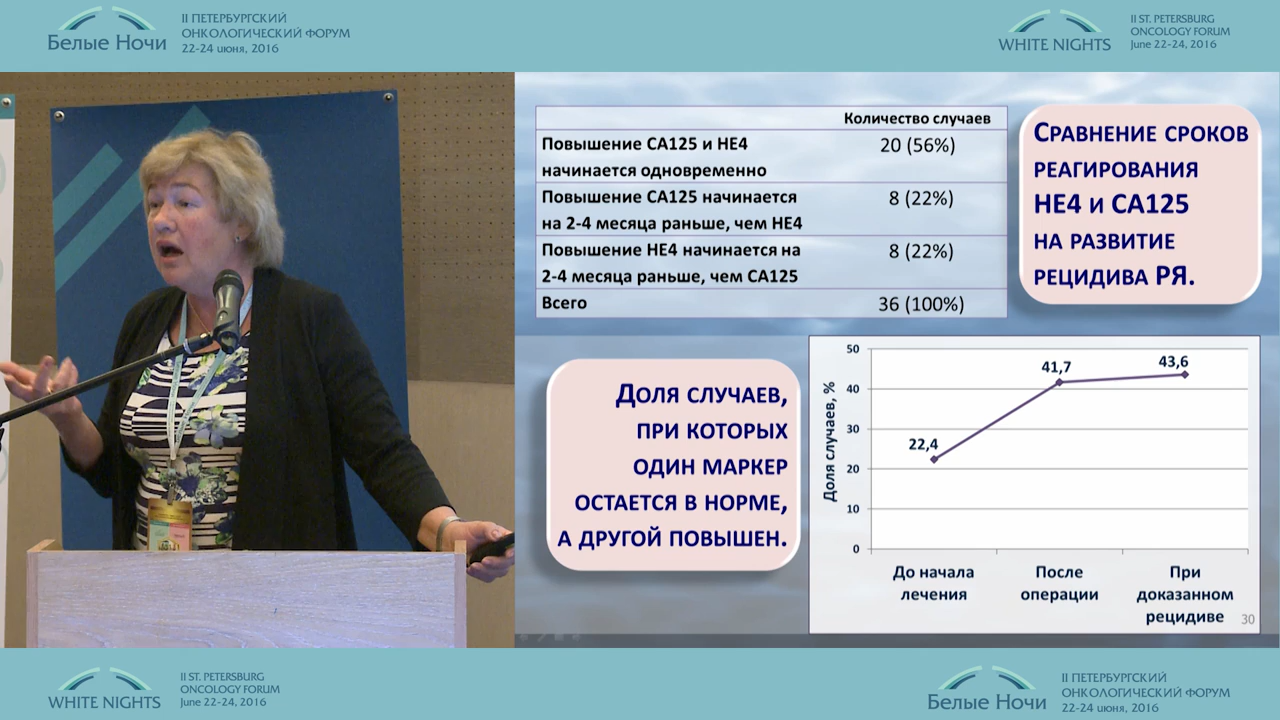 II ПЕТЕРБУРГСКИЙ
ОНКОЛОГИЧЕСКИЙ ФОРУМ
22-24 июня, 2016
Белые Ночи
II ST. PETERSBURG
ONCOLOGY FORUM
June 22-24, 2016
WHITE NIGHTS
Количество случаев
Повышение СА125 и НЕ4
начинается одновременно
20 (56%)
Повышение СА125 начинается
на 2-4 месяца раньше, чем НЕ4
8 (22%)
Повышение НЕ4 начинается на
2-4 месяца раньше, чем СА125
8 (22%)
Всего
36 (100%)
Сравнение сроков
реагирования
НЕ4 и СА125
на развитие
рецидива РЯ.
Доля случаев,
при которых
один маркер
остается в норме,
а другой повышен.
Доля случаев, %
50
40
30
20
10
0
22,4
41,7
43,6
До начала
лечения
После
операции
При
доказанном
рецидиве
30
WHITE NIGHTS
II ST. PETERSBURG
ONCOLOGY FORUM
June 22-24, 2016
Белые Ночи
II ПЕТЕРБУРГСКИЙ
ОНКОЛОГИЧЕСКИЙ ФОРУМ
22-24 июня, 2016